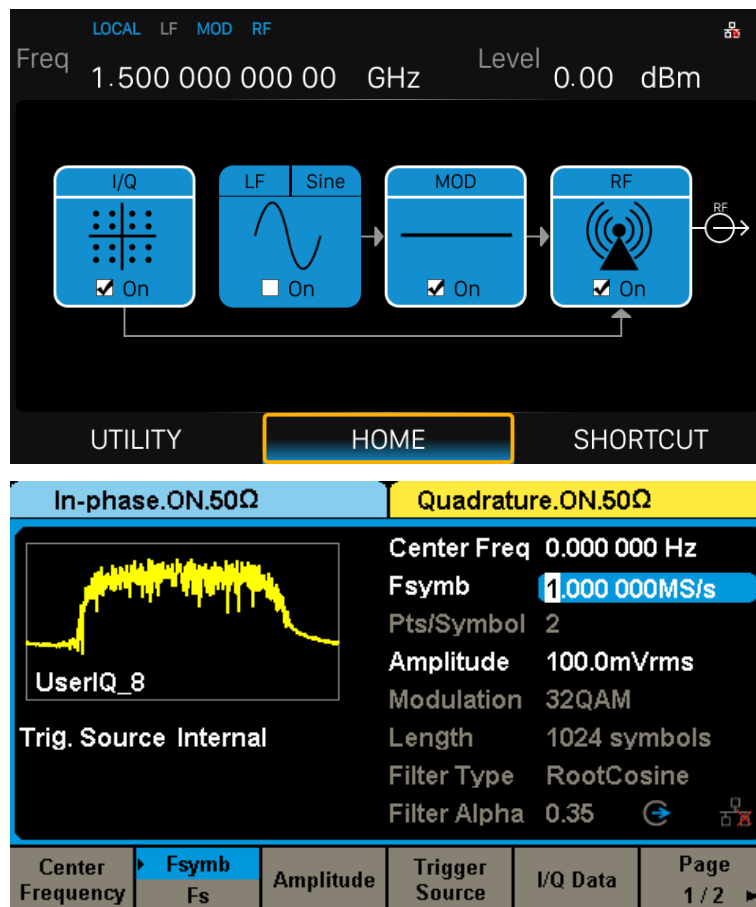 LOCAL LF MOD RF
Freq 1.500 000 000 00 GHz Level 0.00 dBm
I/Q LF Sine MOD RF
RF
On On On On
UTILITY HOME SHORTCUT
In-phase.ON.50Ω Quadrature.ON.50Ω
Center Freq 0.000 000 Hz
Fsymb 1.000 000MS/s
Pts/Symbol 2
Amplitude 100.0mVrms
UserIQ_8
Modulation 32QAM
Trig. Source Internal
Length 1024 symbols
Filter Type RootCosine
Filter Alpha 0.35
Center Frequency Fsymb Fs Amplitude Trigger Source I/Q Data Page 1/2